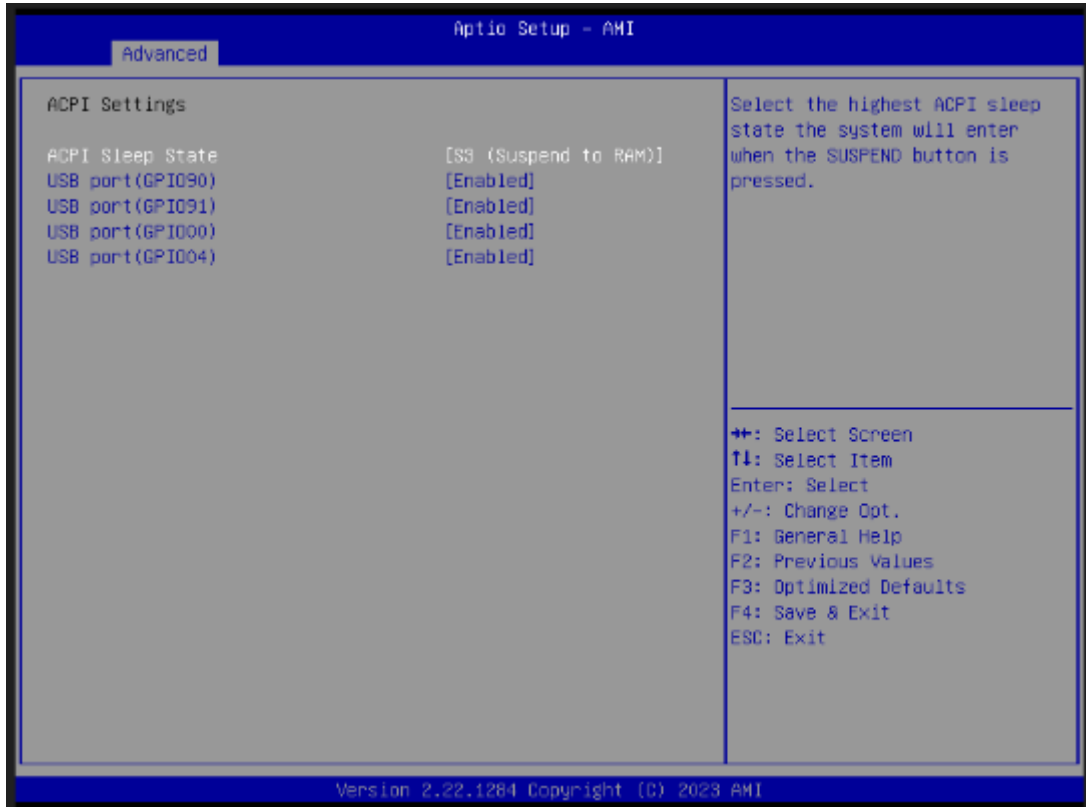 Aptio Setup - AMI
Advanced
ACPI Settings
ACPI Sleep State [S3 (Suspend to RAM)]
USB port(GPIO90) [Enabled]
USB port(GPIO91) [Enabled]
USB port(GPIO00) [Enabled]
USB port(GPIO04) [Enabled]
Select the highest ACPI sleep
state the system will enter
when the SUSPEND button is
pressed.
→←: Select Screen
↑↓: Select Item
Enter: Select
+/-: Change Opt.
F1: General Help
F2: Previous Values
F3: Optimized Defaults
F4: Save & Exit
ESC: Exit
Version 2.22.1284 Copyright (C) 2023 AMI